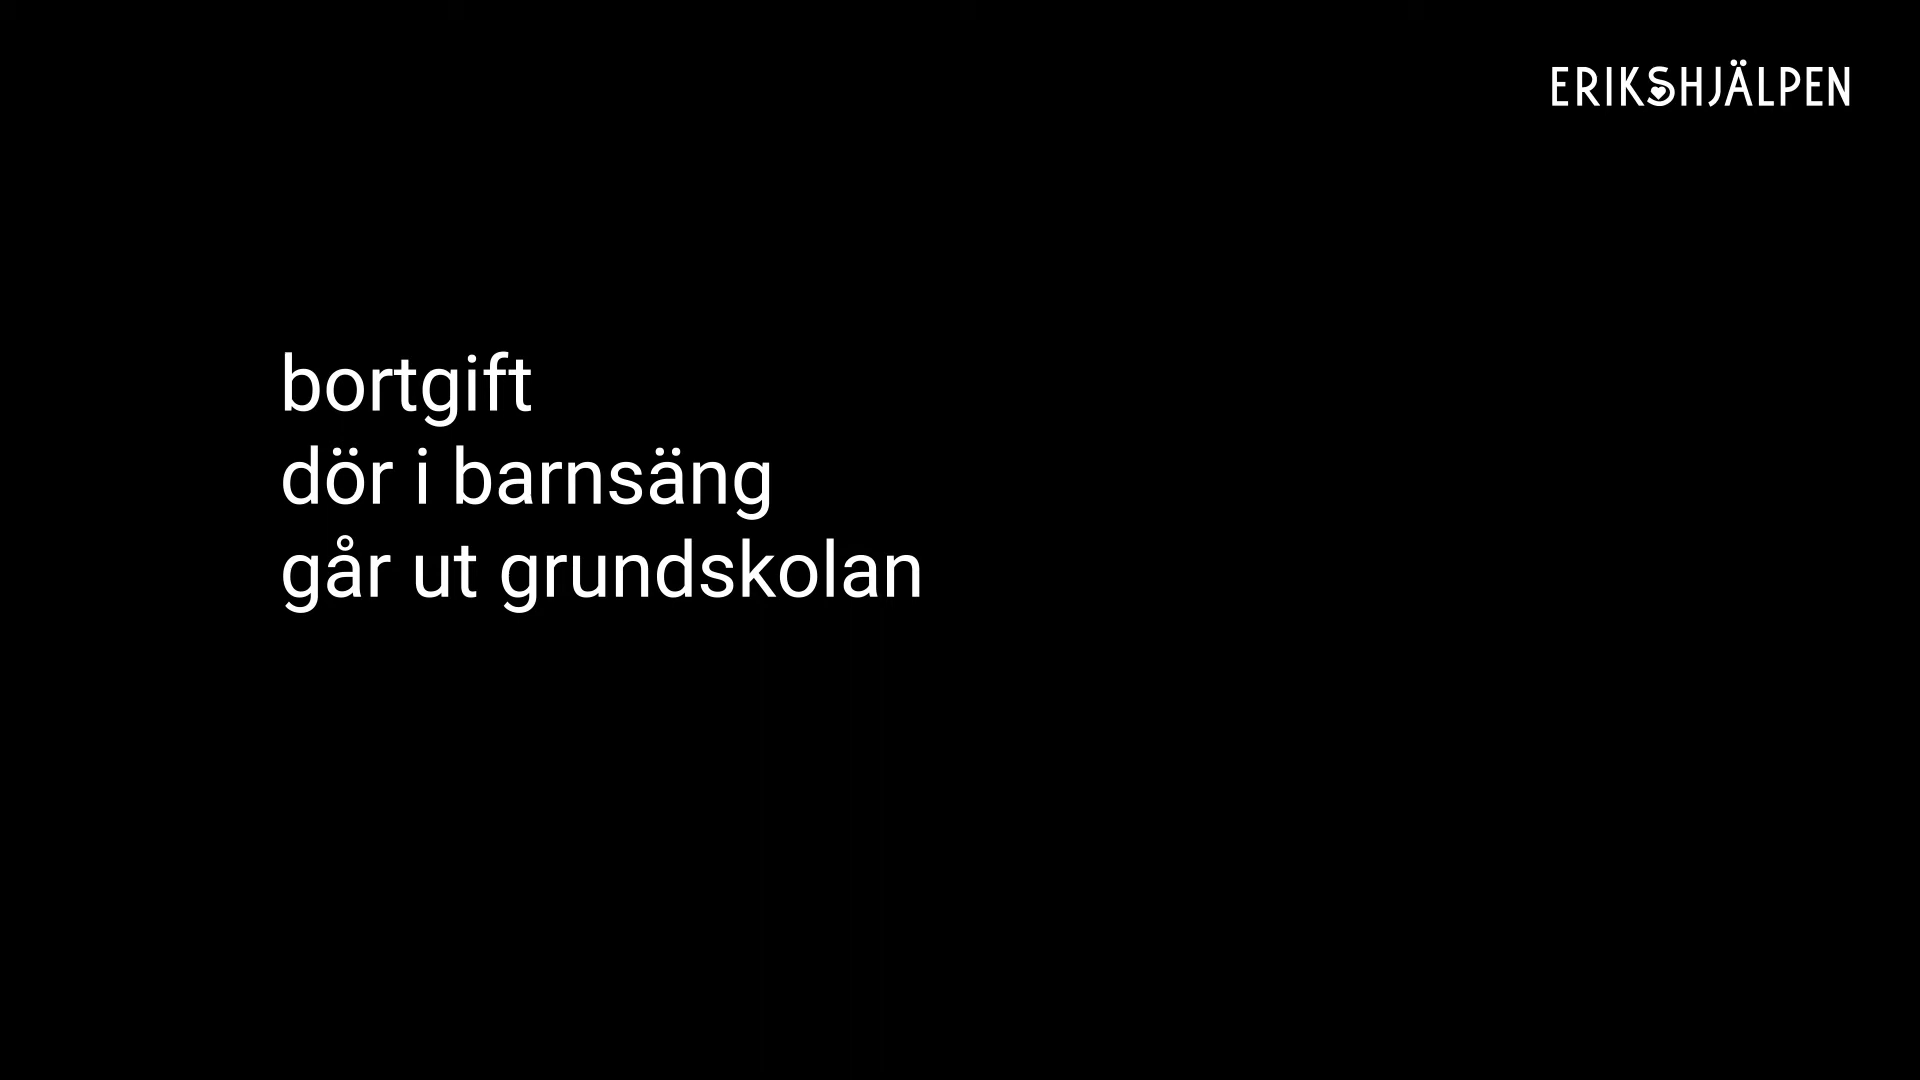 ERIKSHJÄLPEN
bortgift
dör i barnsäng
går ut grundskolan